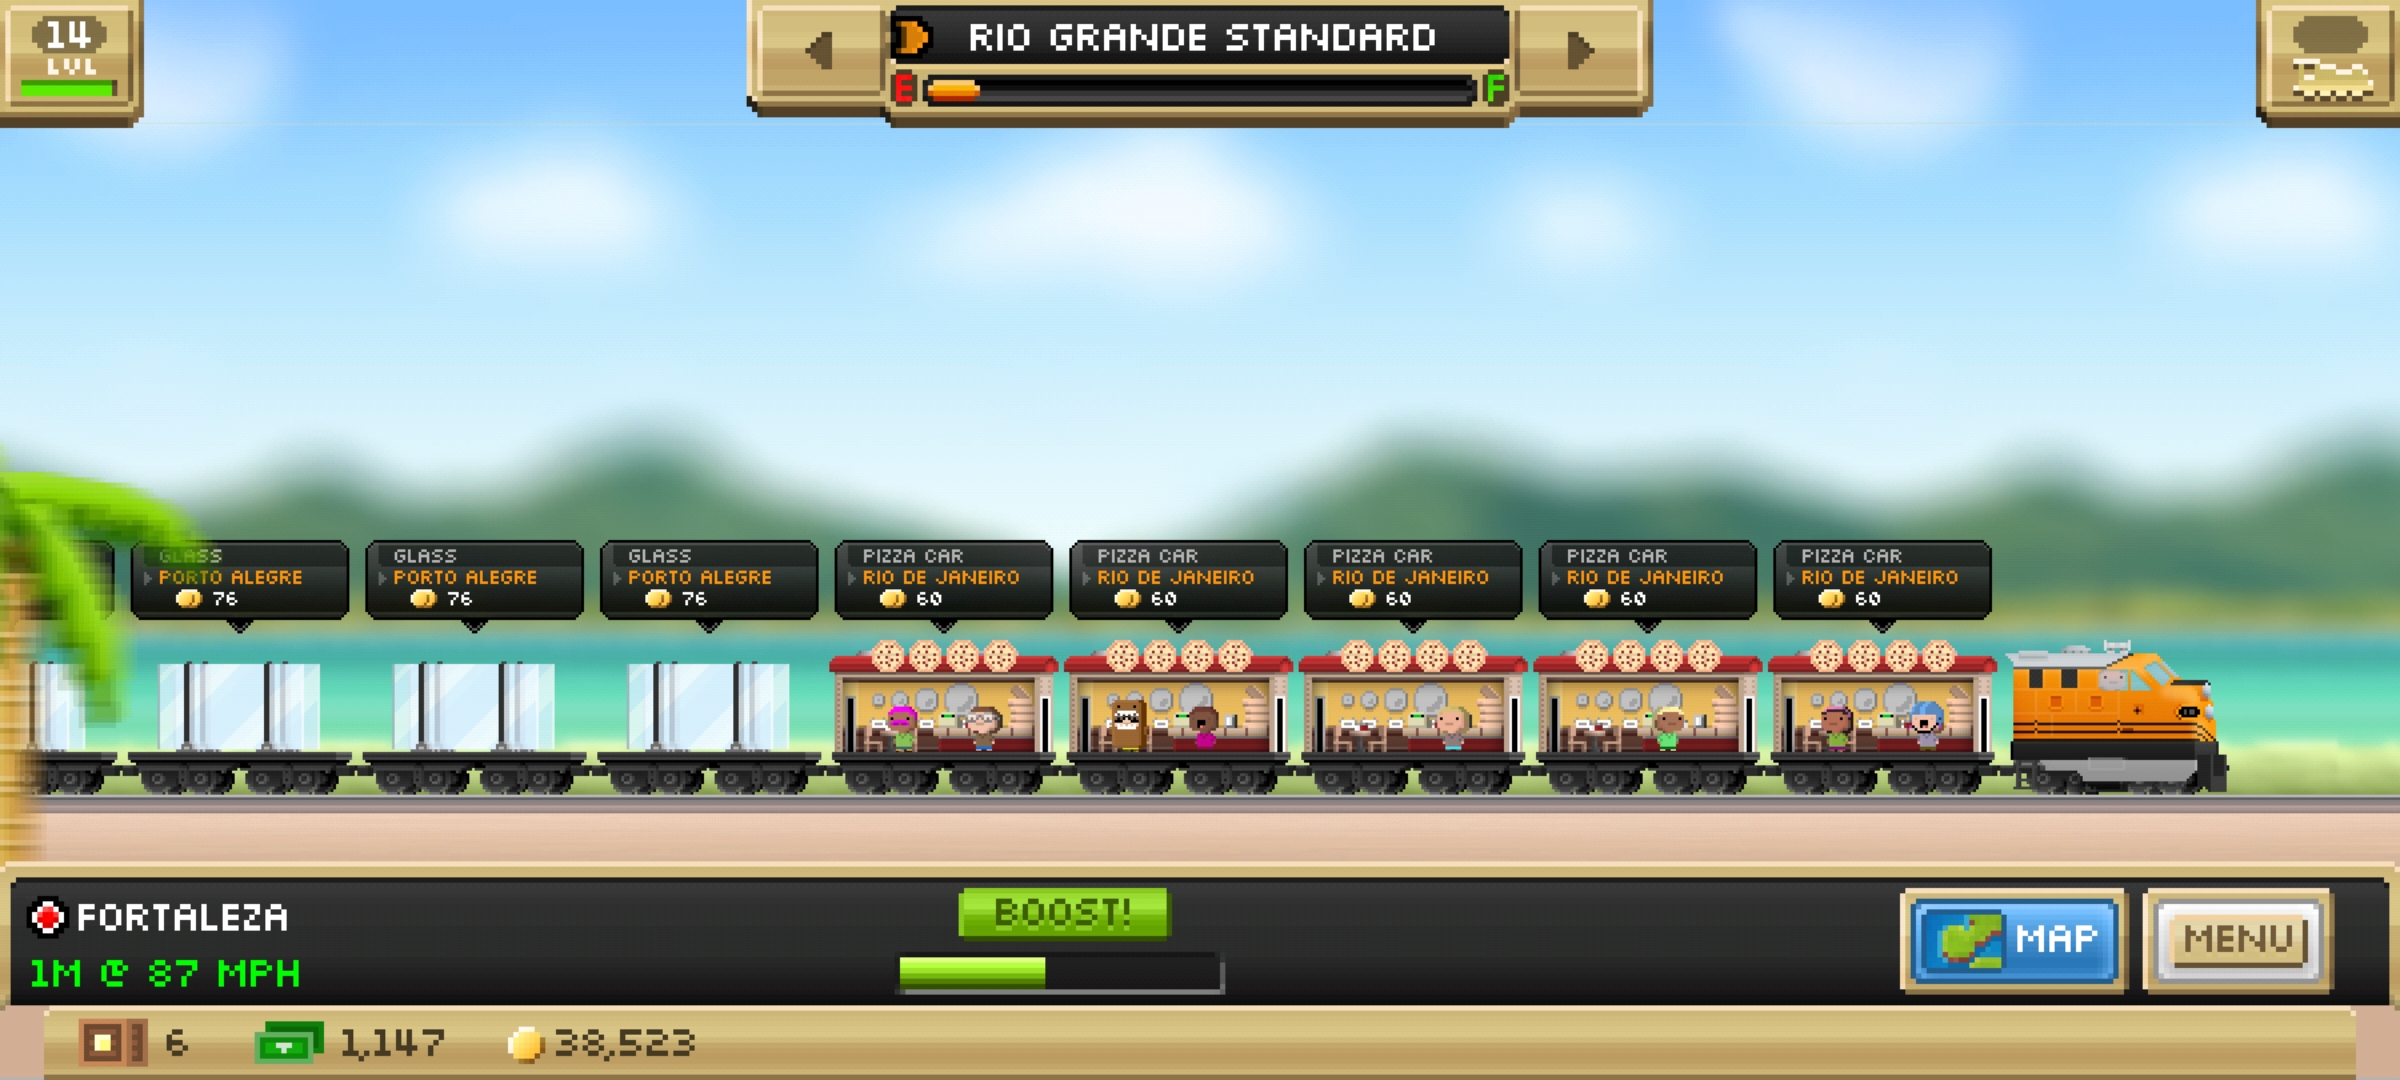 14
LVL
RIO GRANDE STANDARD
E F
GLASS
PORTO ALEGRE
76
GLASS
PORTO ALEGRE
76
GLASS
PORTO ALEGRE
76
PIZZA CAR
RIO DE JANEIRO
60
PIZZA CAR
RIO DE JANEIRO
60
PIZZA CAR
RIO DE JANEIRO
60
PIZZA CAR
RIO DE JANEIRO
60
PIZZA CAR
RIO DE JANEIRO
60
FORTALEZA
1M @ 87 MPH
BOOST!
MAP
MENU
6 1,147 38,523